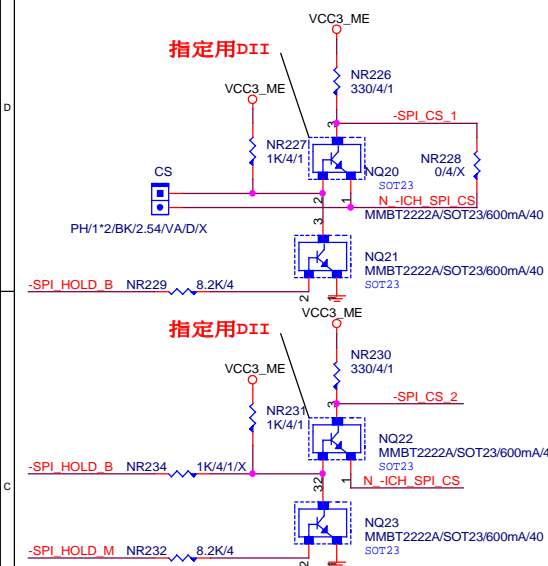 VCC3_ME
指定用DII
NR226
330/4/1
VCC3_ME
D
-SPI_CS_1
3
NR227
1K/4/1
NR228
0/4/X
CS
NQ20
SOT23
2
1
N_-ICH_SPI_CS
MMBT2222A/SOT23/600mA/40
PH/1*2/BK/2.54/VA/D/X
3
NQ21
MMBT2222A/SOT23/600mA/40
SOT23
-SPI_HOLD_B
NR229
8.2K/4
2
VCC3_ME
指定用DII
NR230
330/4/1
VCC3_ME
-SPI_CS_2
3
NR231
1K/4/1
NQ22
MMBT2222A/SOT23/600mA/4
SOT23
-SPI_HOLD_B
NR234
1K/4/1/X
2
3
1
N_-ICH_SPI_CS
C
NQ23
MMBT2222A/SOT23/600mA/40
SOT23
-SPI_HOLD_M
NR232
8.2K/4
2